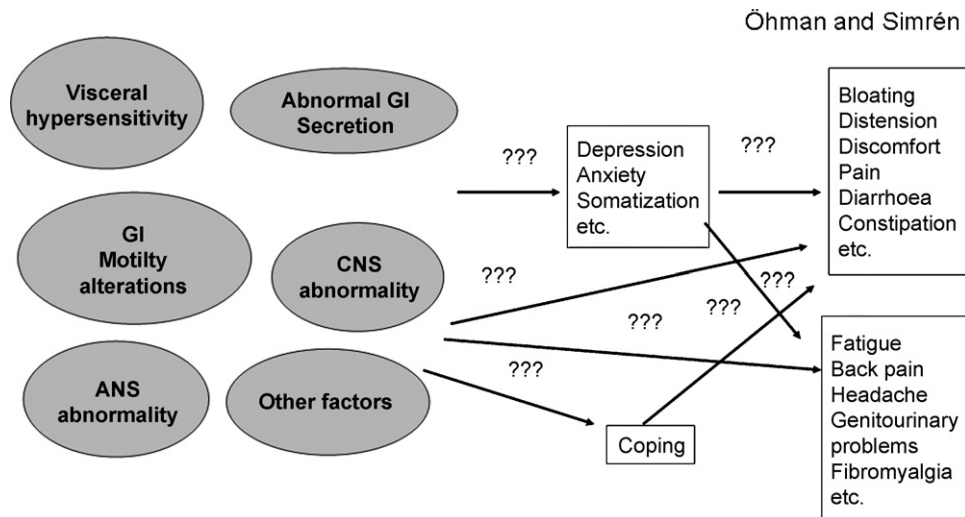 Öhman and Simrén
Visceral
hypersensitivity
Abnormal GI
Secretion
GI
Motilty
alterations
CNS
abnormality
ANS
abnormality
Other factors
???
Depression
Anxiety
Somatization
etc.
???
Bloating
Distension
Discomfort
Pain
Diarrhoea
Constipation
etc.
???
???
???
???
???
Coping
Fatigue
Back pain
Headache
Genitourinary
problems
Fibromyalgia
etc.